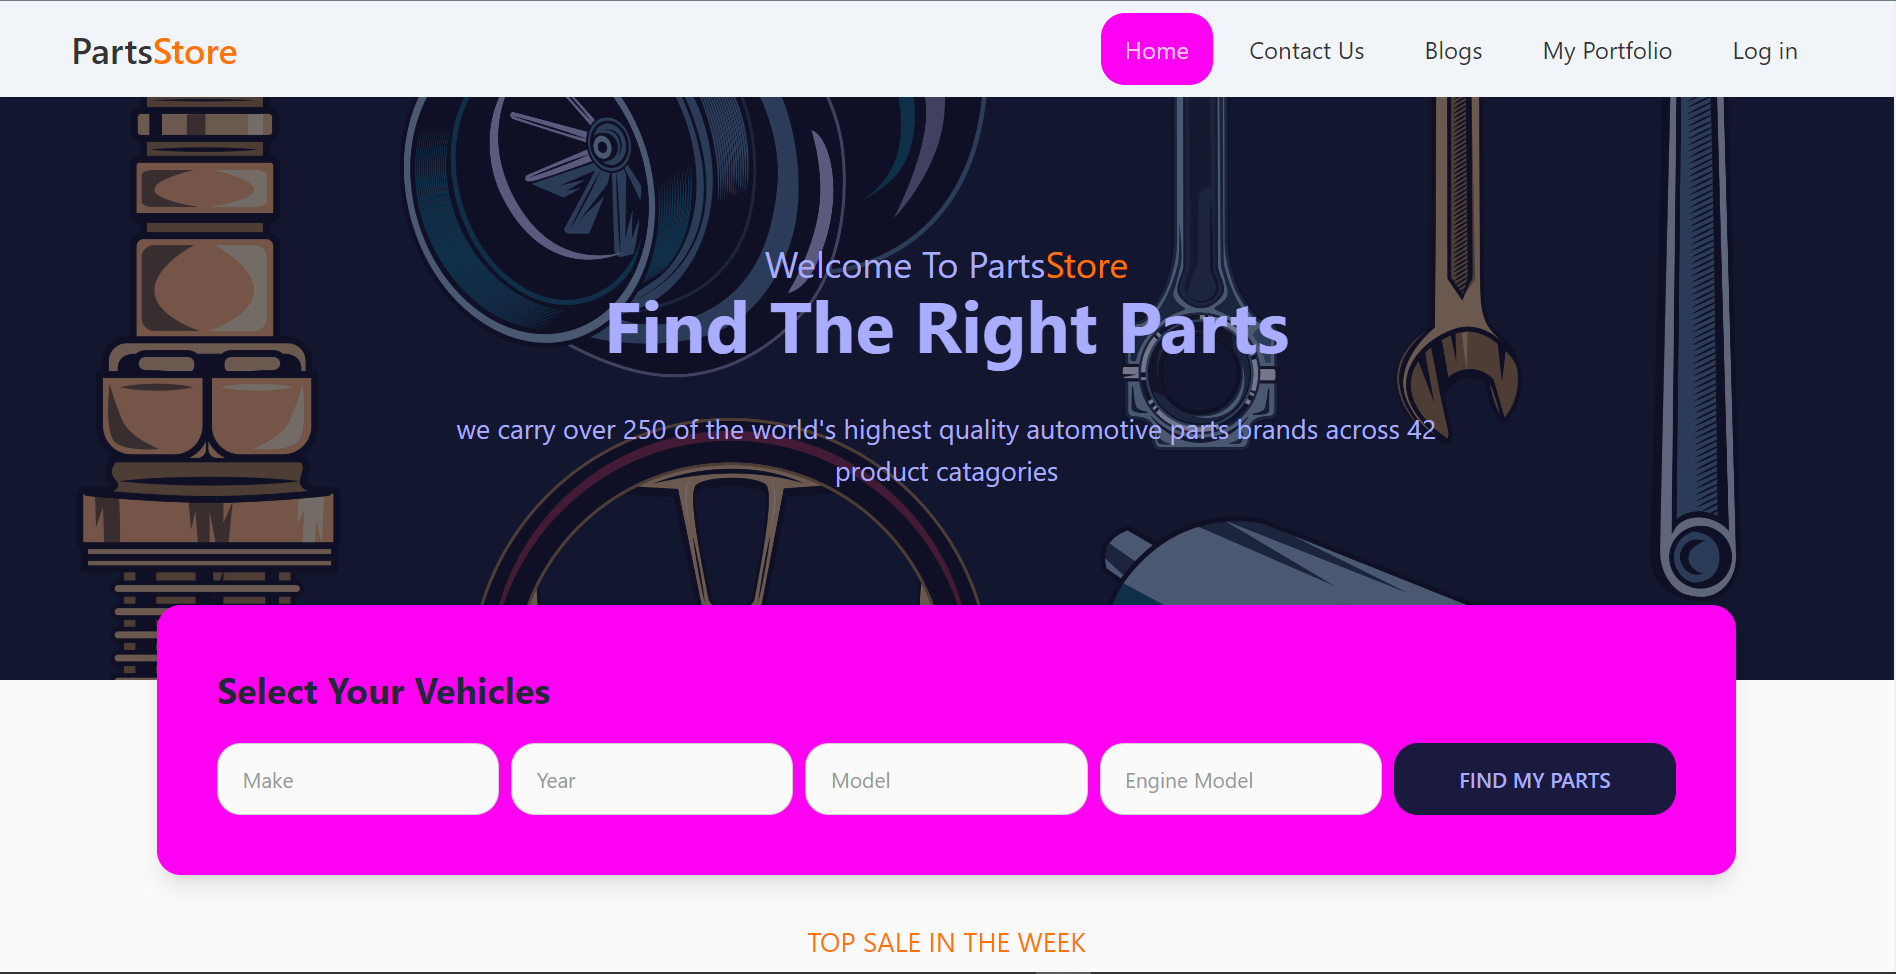 PartsStore
Home
Contact Us
Blogs
My Portfolio
Log in
Welcome To PartsStore
Find The Right Parts
we carry over 250 of the world's highest quality automotive parts brands across 42
product catagories
Select Your Vehicles
Make
Year
Model
Engine Model
FIND MY PARTS
TOP SALE IN THE WEEK